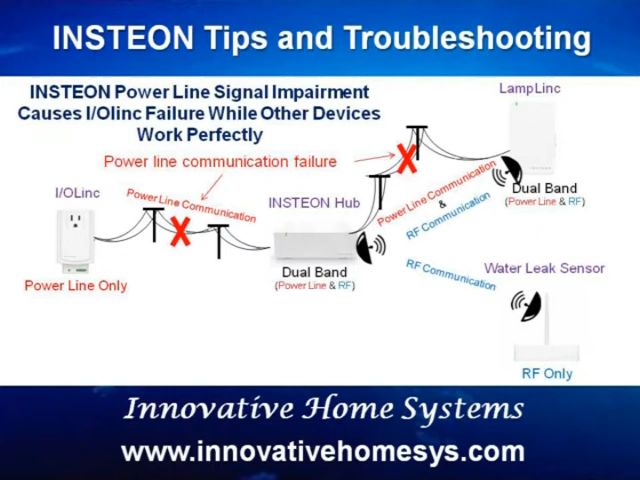 INSTEON Tips and Troubleshooting
INSTEON Power Line Signal Impairment
Causes I/Olinc Failure While Other Devices
Work Perfectly
Power line communication failure
LampLinc
Dual Band
(Power Line & RF)
I/OLinc
Power Line Only
Power Line Communication
INSTEON Hub
Dual Band
(Power Line & RF)
Power Line Communication
&
RF Communication
RF Communication
Water Leak Sensor
RF Only
Innovative Home Systems
www.innovativehomesys.com